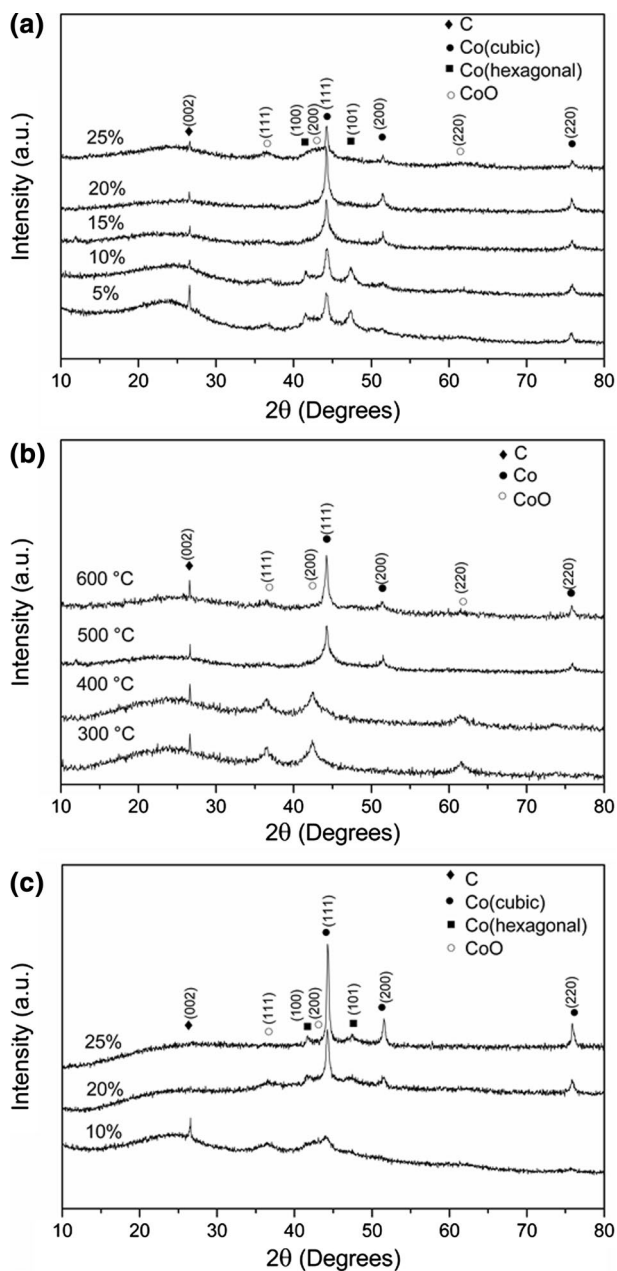 (a)
◆ C
● Co(cubic)
■ Co(hexagonal)
○ CoO
(002)
(111)
(100)
(200)
(111)
(101)
(200)
(220)
(220)
25%
20%
15%
10%
5%
Intensity (a.u.)
10 20 30 40 50 60 70 80
2θ (Degrees)
(b)
◆ C
● Co
○ CoO
(002)
(111)
(200)
(111)
(200)
(220)
(220)
600 °C
500 °C
400 °C
300 °C
Intensity (a.u.)
10 20 30 40 50 60 70 80
2θ (Degrees)
(c)
◆ C
● Co(cubic)
■ Co(hexagonal)
○ CoO
(002)
(111)
(100)
(200)
(111)
(101)
(200)
(220)
25%
20%
10%
Intensity (a.u.)
10 20 30 40 50 60 70 80
2θ (Degrees)